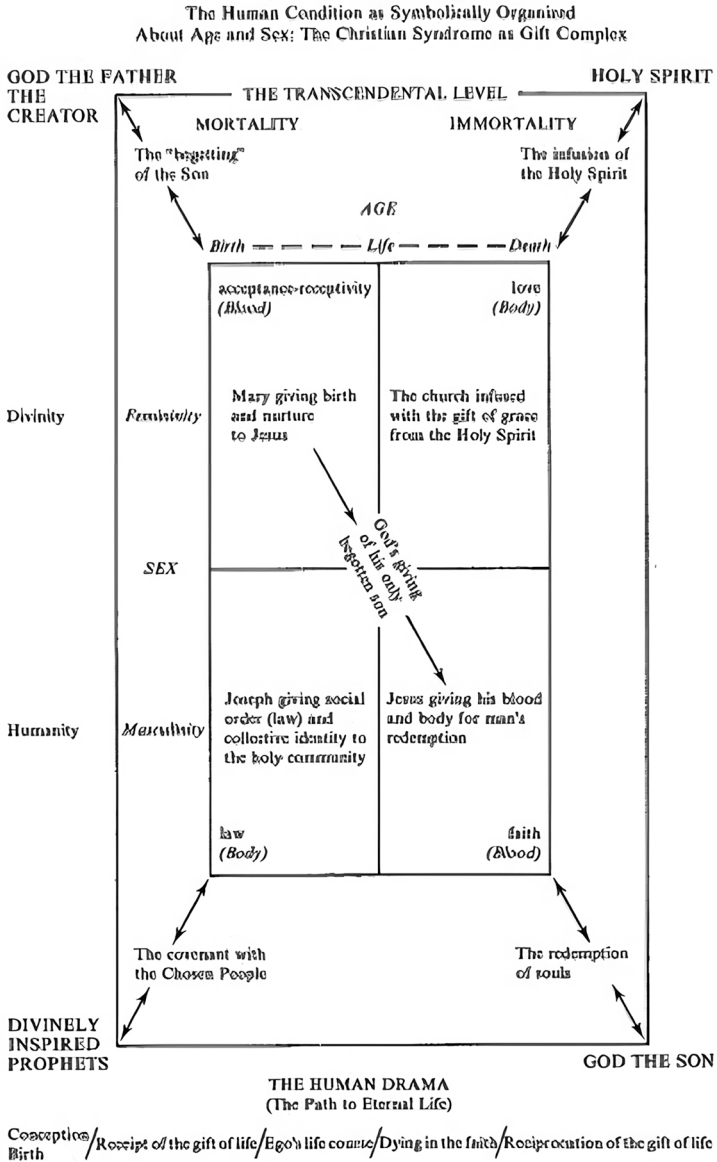 The Human Condition as Symbolically Organized
About Age and Sex: The Christian Syndrome as Gift Complex
GOD THE FATHER
THE
CREATOR
HOLY SPIRIT
THE TRANSCENDENTAL LEVEL
MORTALITY
IMMORTALITY
The "begetting"
of the Son
The infusion of
the Holy Spirit
AGE
Birth
Life
Death
acceptance-receptivity
(Blood)
love
(Body)
Divinity
Femininity
Mary giving birth
and nurture
to Jesus
The church infused
with the gift of grace
from the Holy Spirit
God's giving
of his only
begotten son
SEX
Humanity
Masculinity
Joseph giving social
order (law) and
collective identity to
the holy community
Jesus giving his blood
and body for man's
redemption
law
(Body)
faith
(Blood)
The covenant with
the Chosen People
The redemption
of souls
DIVINELY
INSPIRED
PROPHETS
GOD THE SON
THE HUMAN DRAMA
(The Path to Eternal Life)
Conception/
Birth
Receipt of the gift of life/Ego's life course/Dying in the faith/Reciprocation of the gift of life